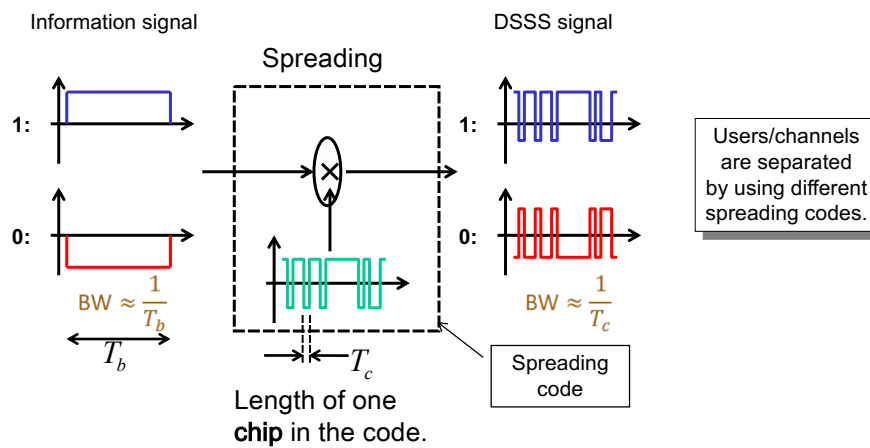 Information signal
DSSS signal
Spreading
1:
1:
Users/channels
are separated
by using different
spreading codes.
0:
0:
BW ≈ 1/T_b
BW ≈ 1/T_c
T_b
T_c
Spreading
code
Length of one
chip in the code.